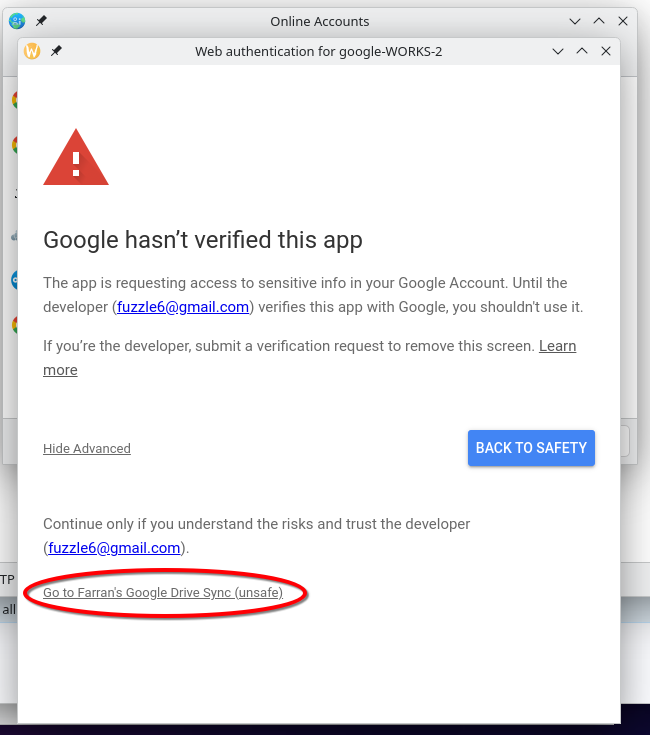 Online Accounts
Web authentication for google-WORKS-2
Google hasn’t verified this app
The app is requesting access to sensitive info in your Google Account. Until the
developer (fuzzle6@gmail.com) verifies this app with Google, you shouldn't use it.
If you’re the developer, submit a verification request to remove this screen. Learn
more
Hide Advanced
BACK TO SAFETY
Continue only if you understand the risks and trust the developer
(fuzzle6@gmail.com).
TP
Go to Farran's Google Drive Sync (unsafe)
all